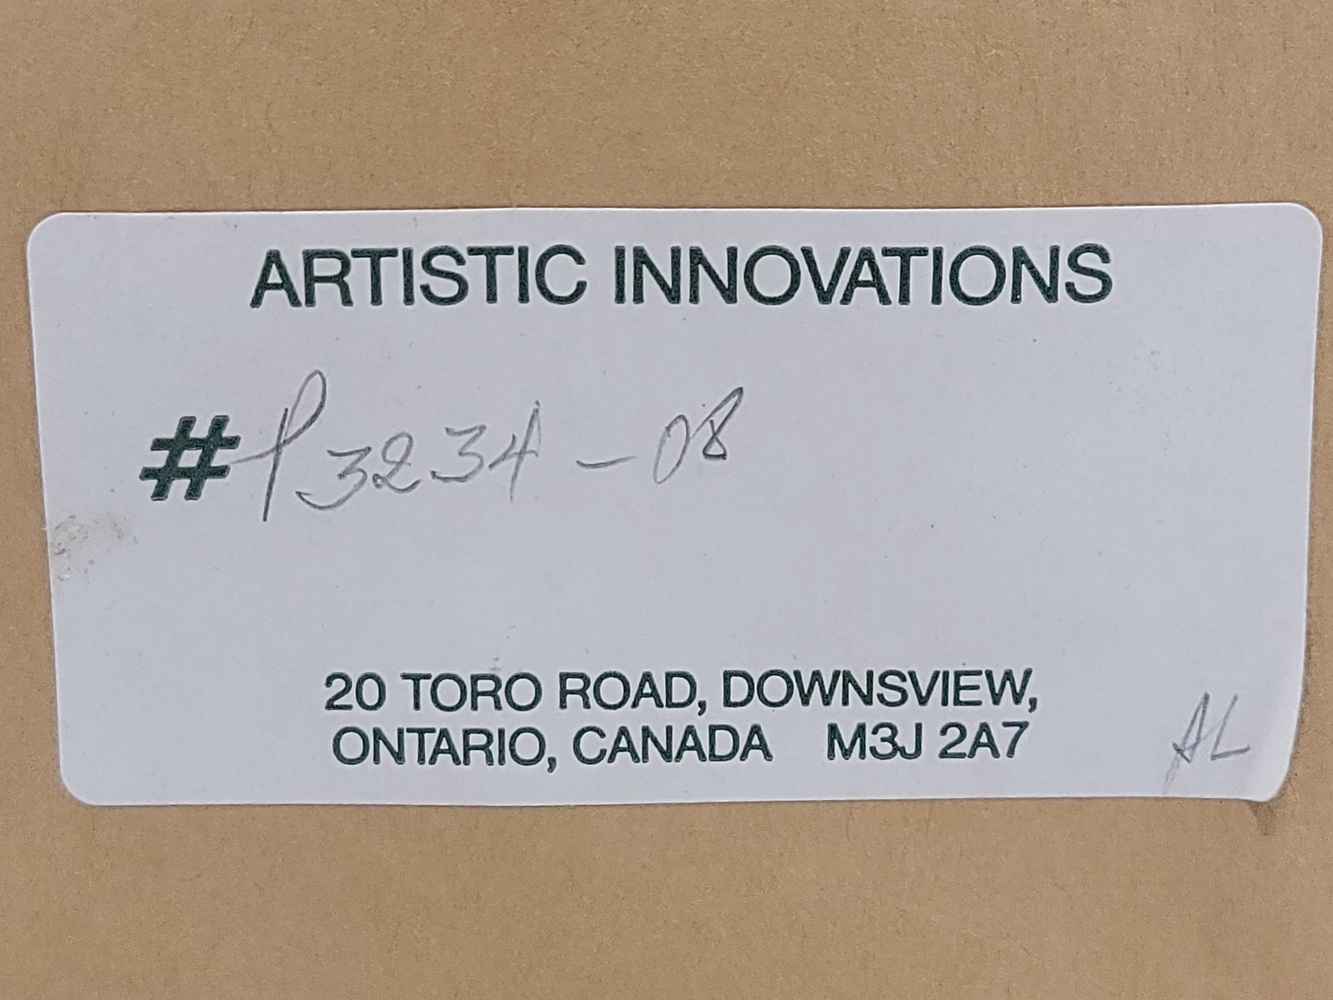 ARTISTIC INNOVATIONS
#P3234-08
20 TORO ROAD, DOWNSVIEW,
ONTARIO, CANADA M3J 2A7
AL